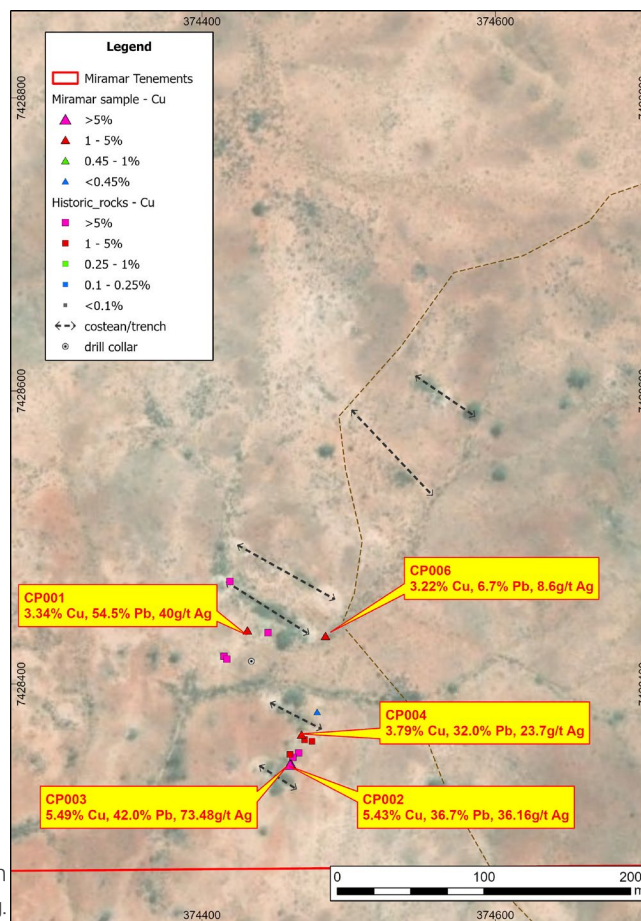 374400
374600
7428800
7428800
Legend
Miramar Tenements
Miramar sample - Cu
>5%
1 - 5%
0.45 - 1%
<0.45%
Historic_rocks - Cu
>5%
1 - 5%
0.25 - 1%
0.1 - 0.25%
<0.1%
costean/trench
drill collar
7428600
7428600
CP006
3.22% Cu, 6.7% Pb, 8.6g/t Ag
CP001
3.34% Cu, 54.5% Pb, 40g/t Ag
7428400
7428400
CP004
3.79% Cu, 32.0% Pb, 23.7g/t Ag
CP003
5.49% Cu, 42.0% Pb, 73.48g/t Ag
CP002
5.43% Cu, 36.7% Pb, 36.16g/t Ag
0
100
200
m
374400
374600